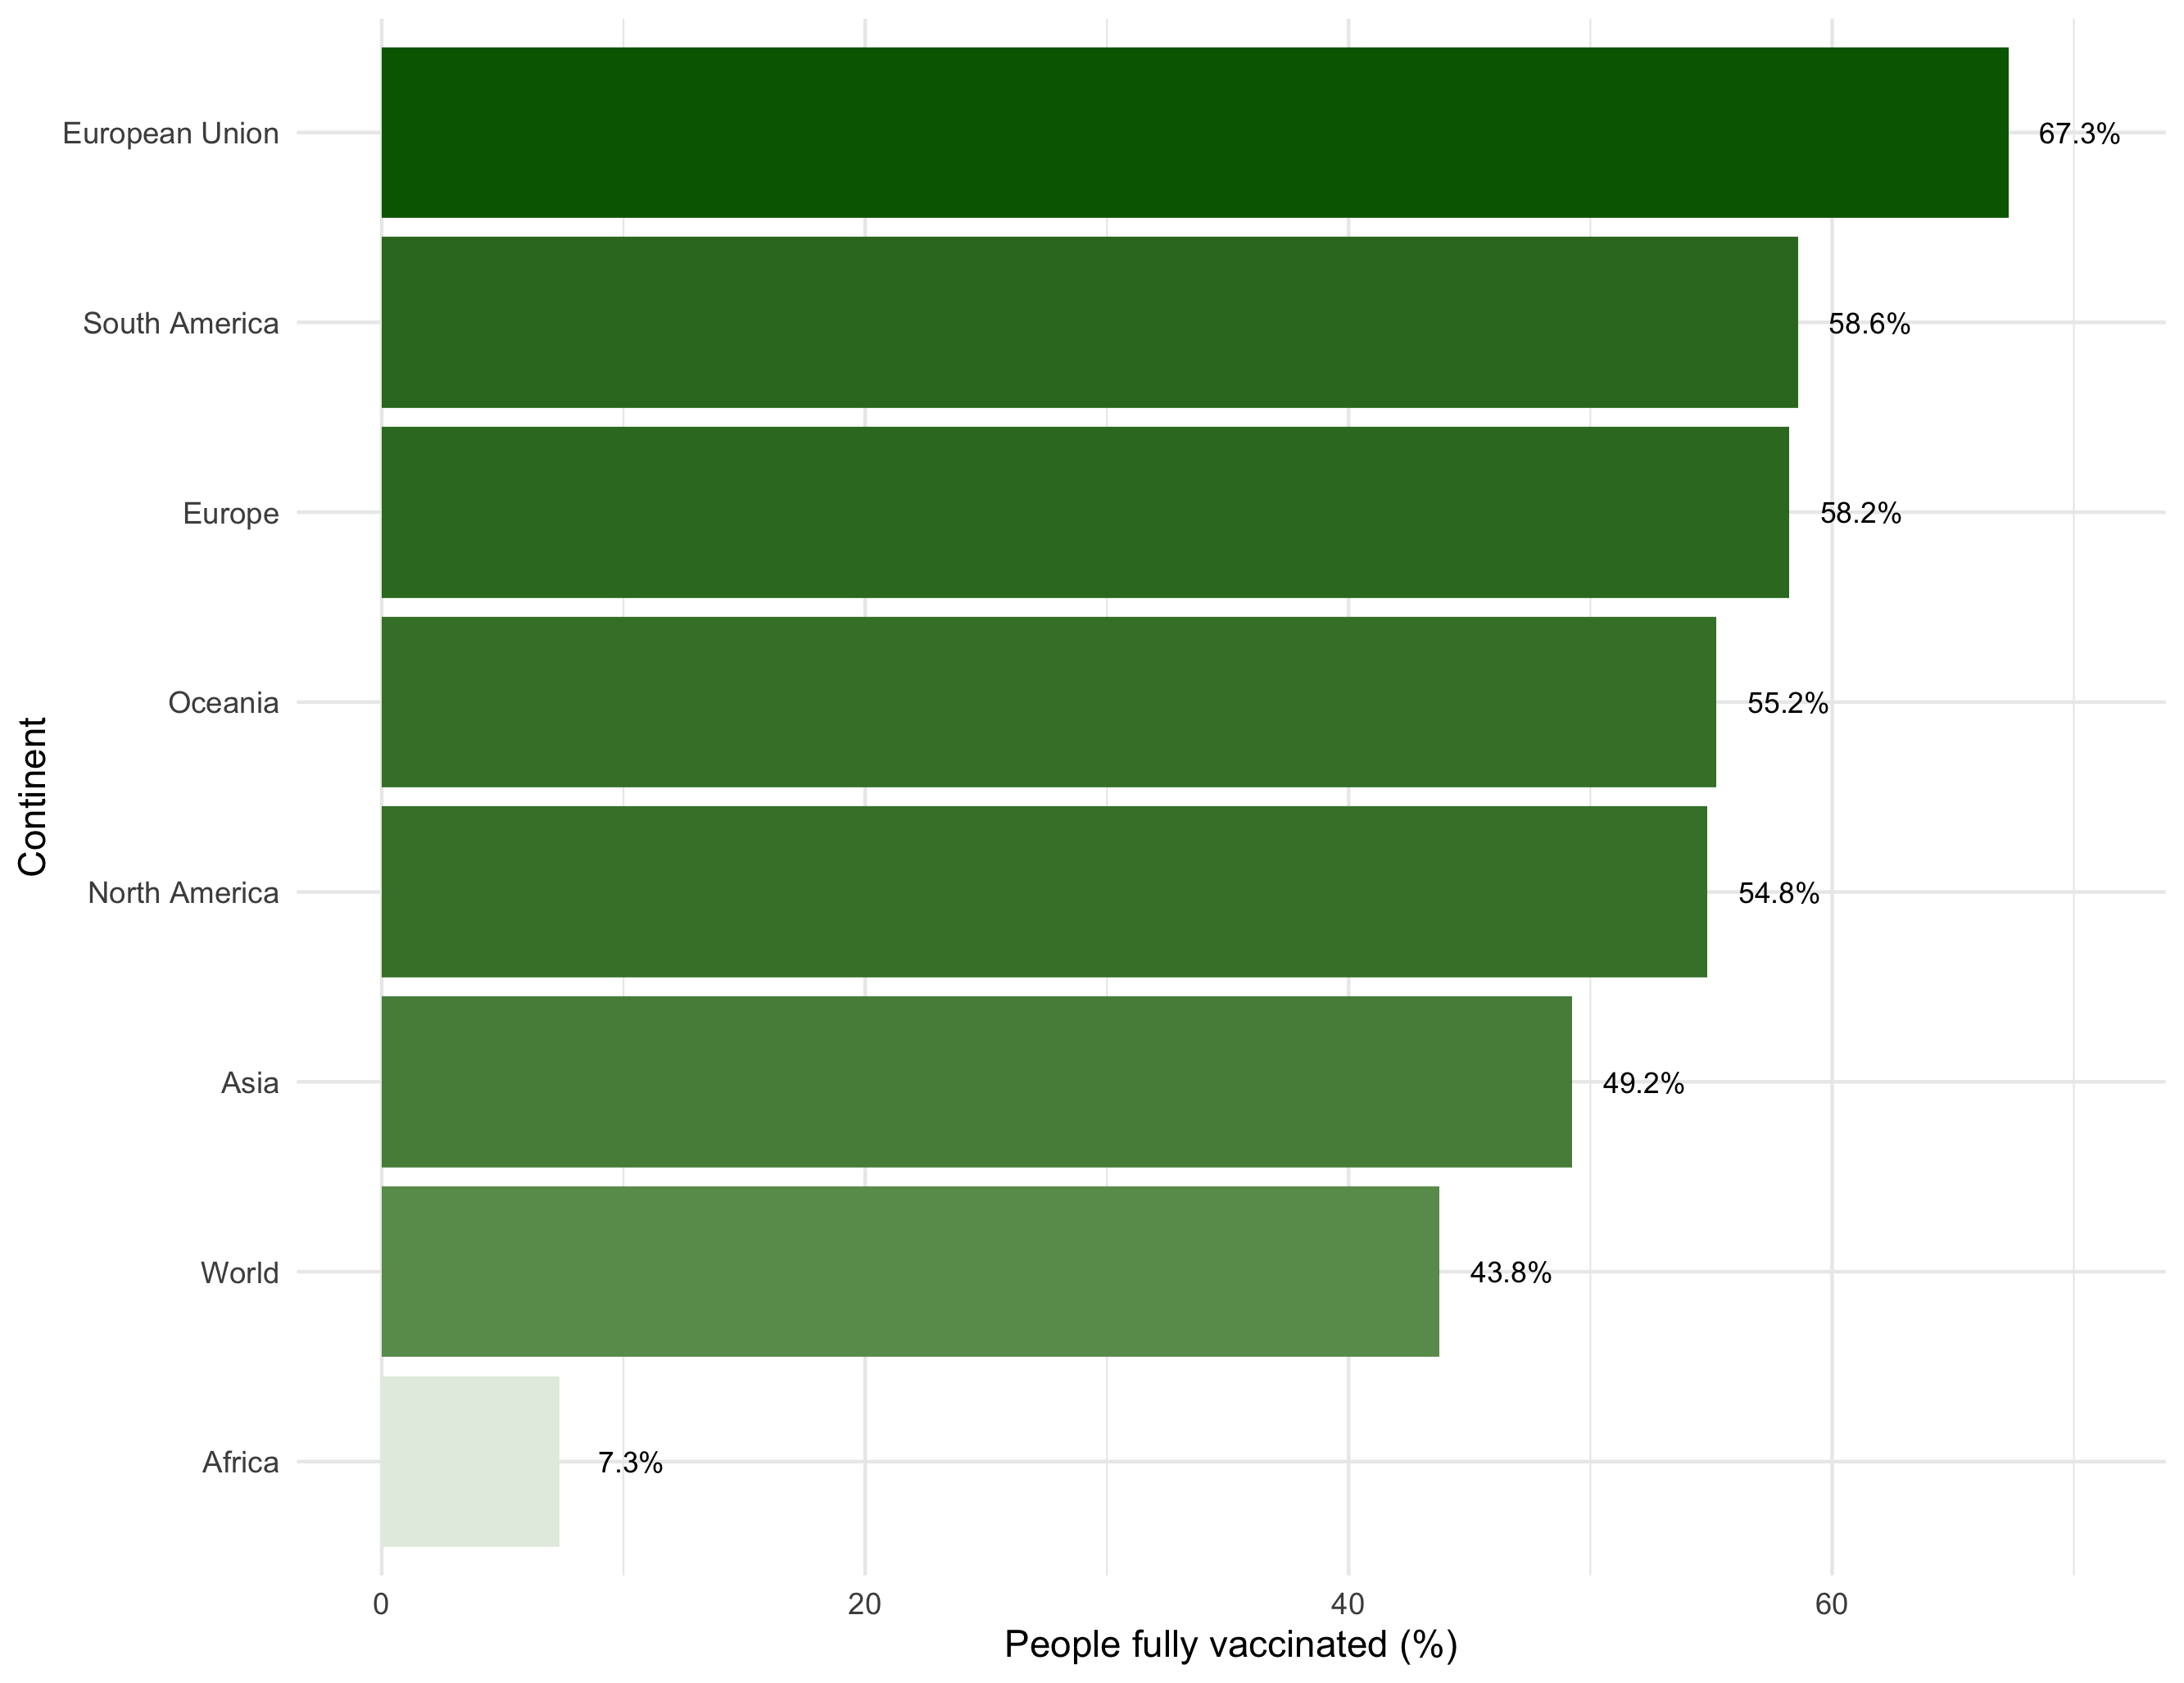 Continent
European Union
67.3%
South America
58.6%
Europe
58.2%
Oceania
55.2%
North America
54.8%
Asia
49.2%
World
43.8%
Africa
7.3%
0
20
40
60
People fully vaccinated (%)